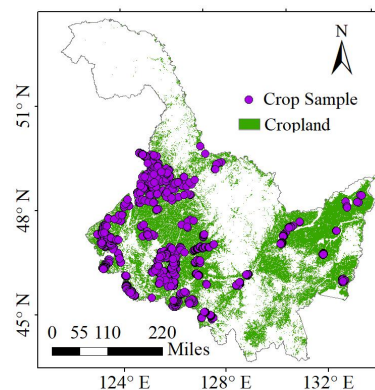 N
51° N
Crop Sample
Cropland
48° N
45° N
0 55 110 220
Miles
124° E 128° E 132° E